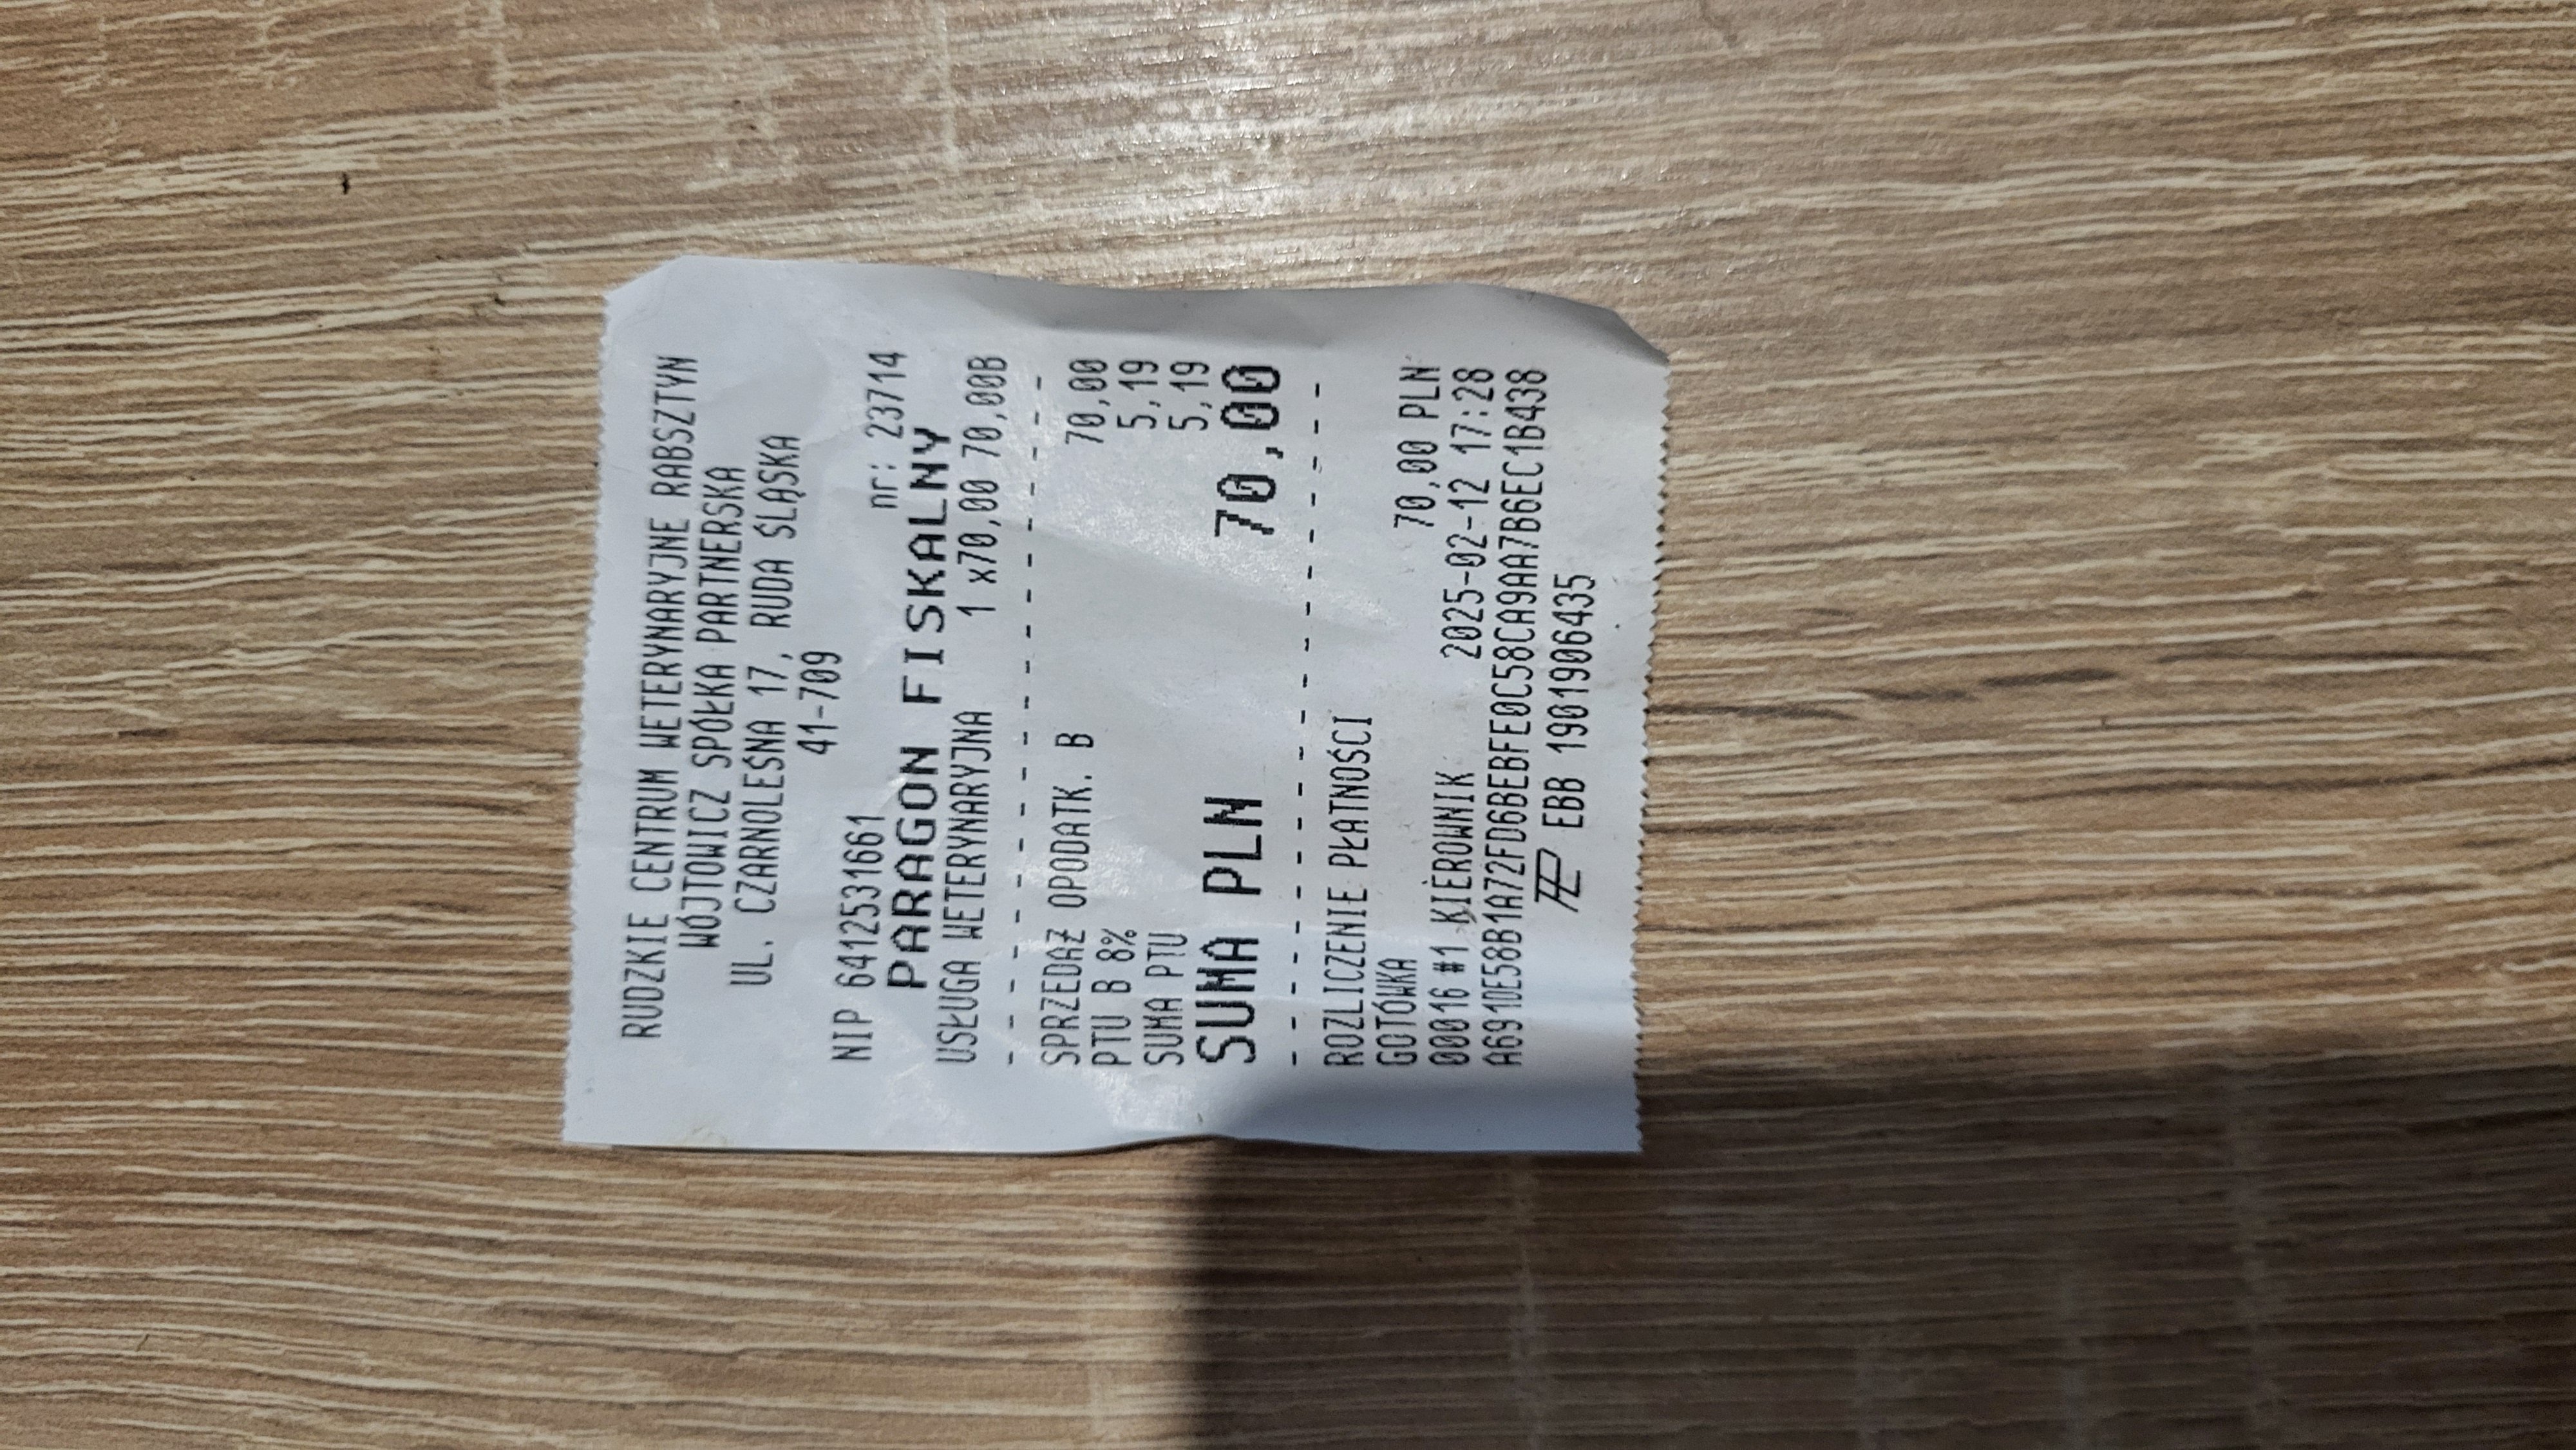 RUDZKIE CENTRUM WETERYNARYJNE RABSZTYN
WÓJTOWICZ SPÓŁKA PARTNERSKA
UL. CZARNOLEŚNA 17, RUDA ŚLĄSKA
41-709
NIP 6412531661 nr: 23714
PARAGON FISKALNY
USŁUGA WETERYNARYJNA 1 x70,00 70,00B
SPRZEDAŻ OPODATK. B 70,00
PTU B 8% 5,19
SUMA PTU 5,19
SUMA PLN 70,00
ROZLICZENIE PŁATNOŚCI
GOTÓWKA 70,00 PLN
00016 #1 KIEROWNIK 2025-02-12 17:28
A691DE58B1A72FD6BEBFE0C58CA9AA7B6EC1B438
EBB 1901906435